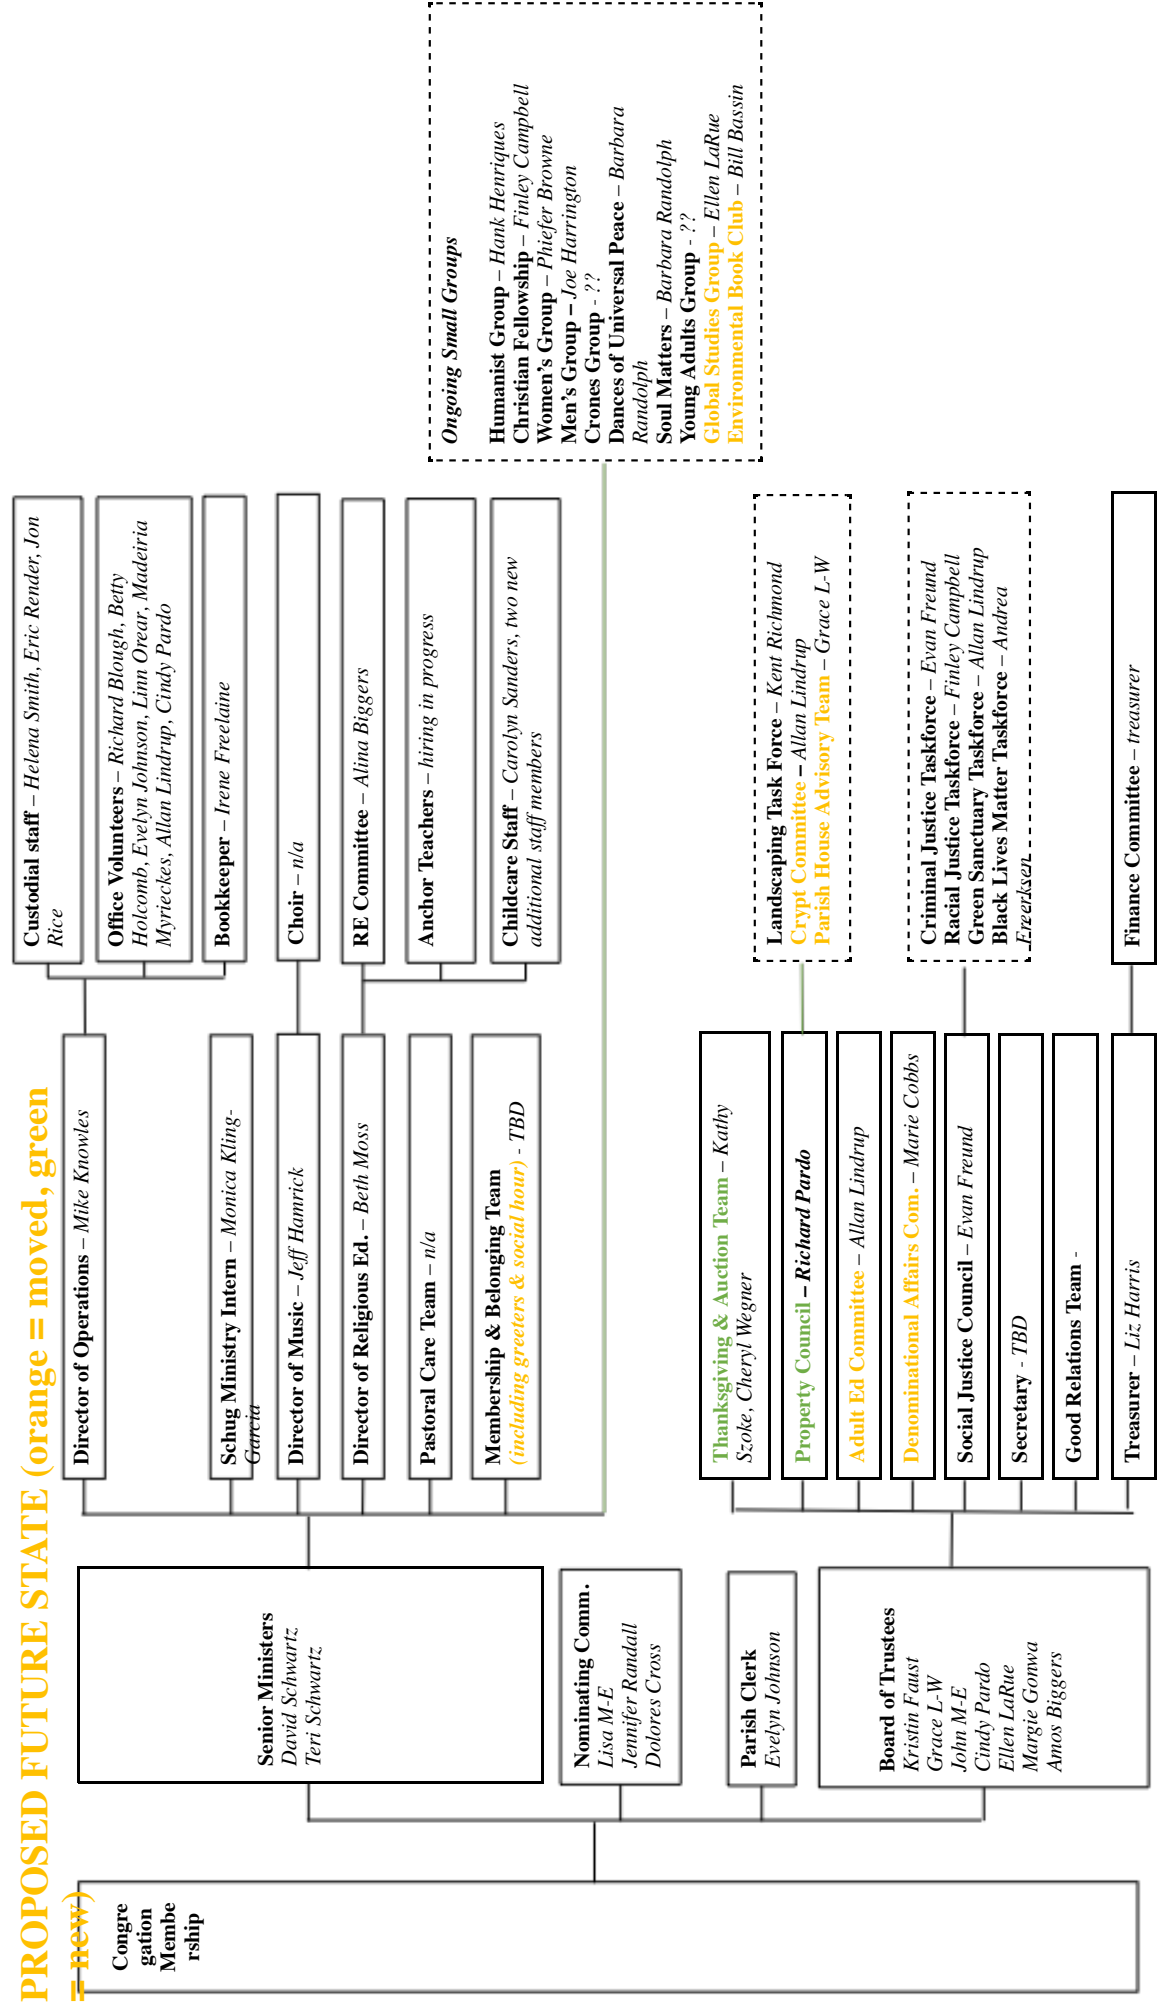 PROPOSED FUTURE STATE (orange = moved, green
= new)
Congre
gation
Membe
rship
Senior Ministers
David Schwartz
Teri Schwartz
Nominating Comm.
Lisa M-E
Jennifer Randall
Dolores Cross
Parish Clerk
Evelyn Johnson
Board of Trustees
Kristin Faust
Grace L-W
John M-E
Cindy Pardo
Ellen LaRue
Margie Gonwa
Amos Biggers
Director of Operations – Mike Knowles
Schug Ministry Intern – Monica Kling-
Garcia
Director of Music – Jeff Hamrick
Director of Religious Ed. – Beth Moss
Pastoral Care Team – n/a
Membership & Belonging Team
(including greeters & social hour) - TBD
Thanksgiving & Auction Team – Kathy
Szoke, Cheryl Wegner
Property Council – Richard Pardo
Adult Ed Committee – Allan Lindrup
Denominational Affairs Com. – Marie Cobbs
Social Justice Council – Evan Freund
Secretary - TBD
Good Relations Team -
Treasurer – Liz Harris
Custodial staff – Helena Smith, Eric Render, Jon
Rice
Office Volunteers – Richard Blough, Betty
Holcomb, Evelyn Johnson, Linn Orear, Madeiria
Myrieckes, Allan Lindrup, Cindy Pardo
Bookkeeper – Irene Freelaine
Choir – n/a
RE Committee – Alina Biggers
Anchor Teachers – hiring in progress
Childcare Staff – Carolyn Sanders, two new
additional staff members
Landscaping Task Force – Kent Richmond
Crypt Committee – Allan Lindrup
Parish House Advisory Team – Grace L-W
Criminal Justice Taskforce – Evan Freund
Racial Justice Taskforce – Finley Campbell
Green Sanctuary Taskforce – Allan Lindrup
Black Lives Matter Taskforce – Andrea
Freerksen
Finance Committee – treasurer
Ongoing Small Groups
Humanist Group – Hank Henriques
Christian Fellowship – Finley Campbell
Women's Group – Phiefer Browne
Men's Group – Joe Harrington
Crones Group - ??
Dances of Universal Peace – Barbara
Randolph
Soul Matters – Barbara Randolph
Young Adults Group - ??
Global Studies Group – Ellen LaRue
Environmental Book Club – Bill Bassin